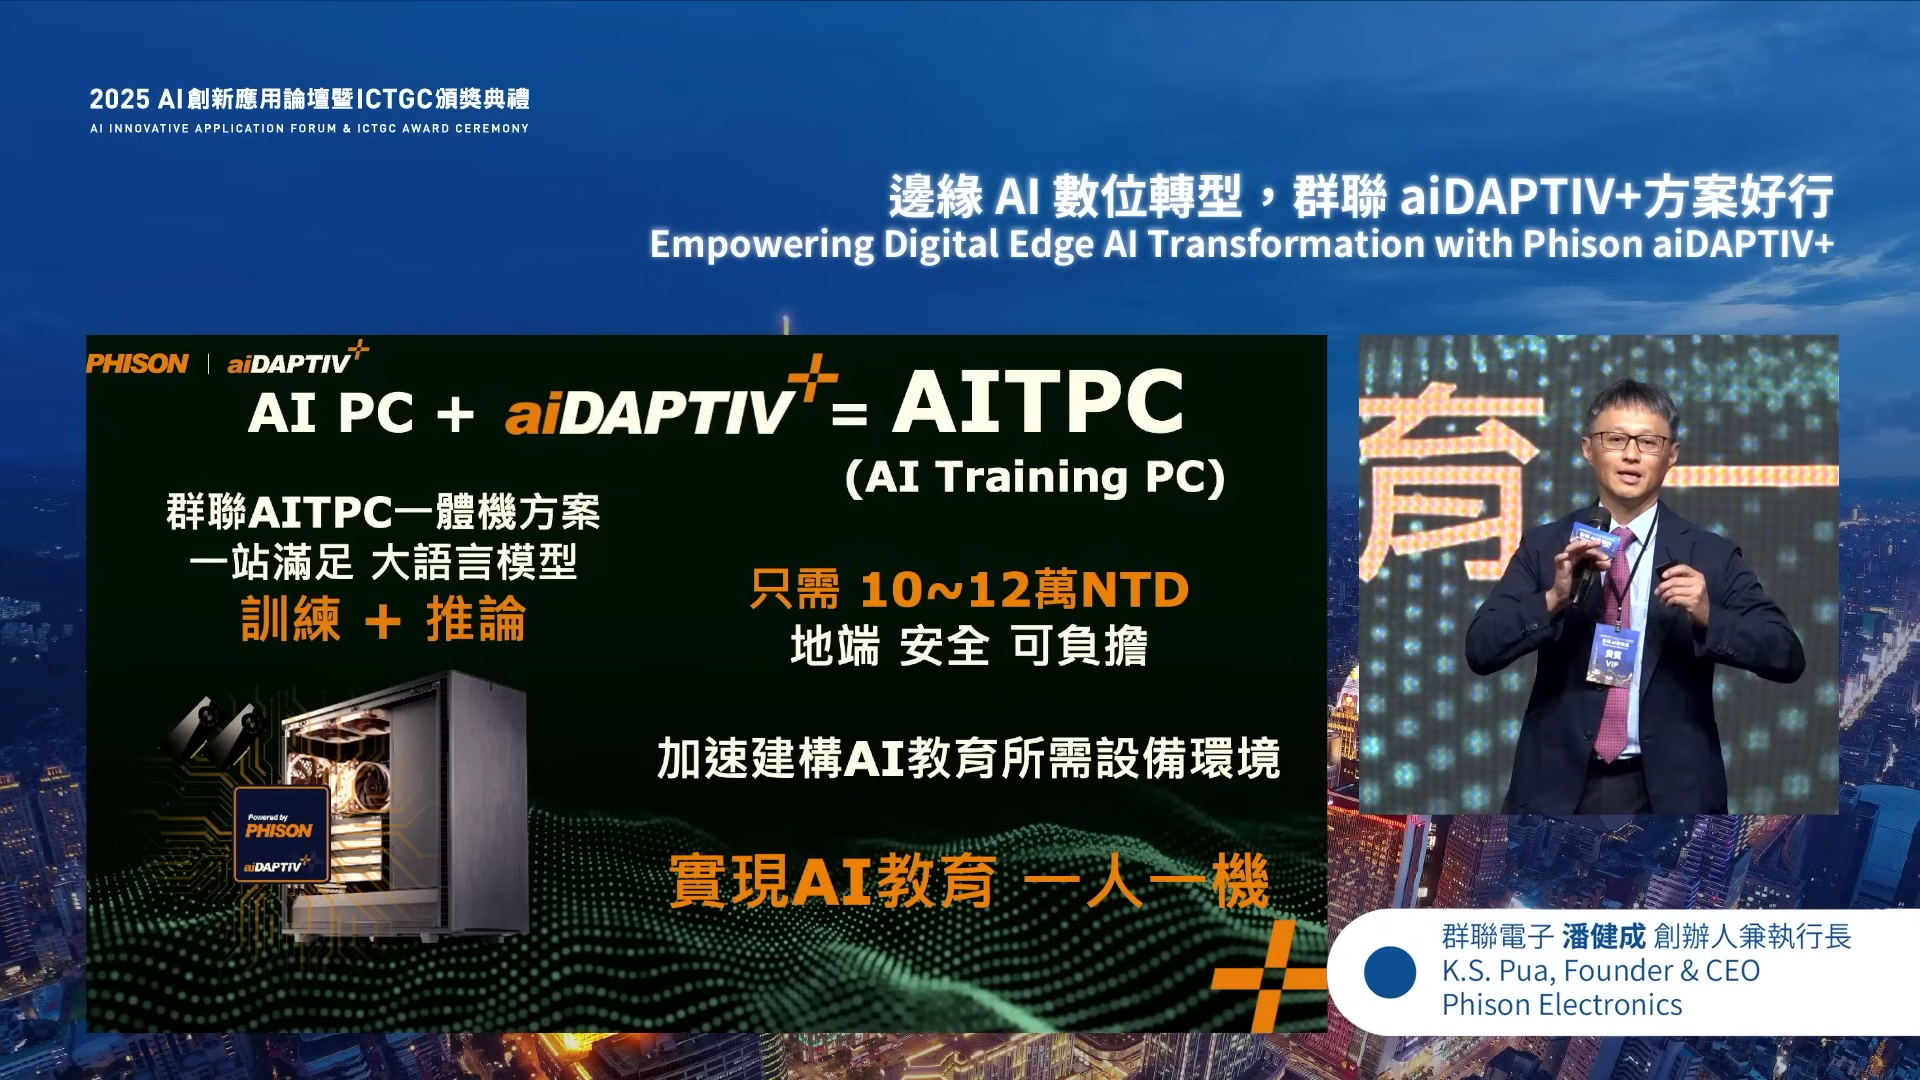 2025 AI創新應用論壇暨ICTGC頒獎典禮
AI INNOVATIVE APPLICATION FORUM & ICTGC AWARD CEREMONY
邊緣 AI 數位轉型，群聯 aiDAPTIV+方案好行
Empowering Digital Edge AI Transformation with Phison aiDAPTIV+
PHISON | aiDAPTIV+
AI PC + aiDAPTIV+ = AITPC
(AI Training PC)
群聯AITPC一體機方案
一站滿足 大語言模型
訓練 + 推論
只需 10~12萬NTD
地端 安全 可負擔
加速建構AI教育所需設備環境
實現AI教育 一人一機
Powered by
PHISON
aiDAPTIV+
育 一
貴賓
VIP
群聯電子 潘健成 創辦人兼執行長
K.S. Pua, Founder & CEO
Phison Electronics